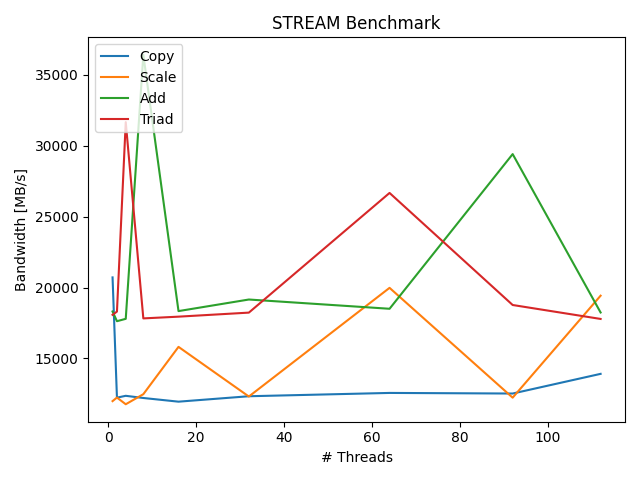 STREAM Benchmark
Copy
Scale
Add
Triad
35000
30000
25000
20000
15000
Bandwidth [MB/s]
0 20 40 60 80 100
# Threads